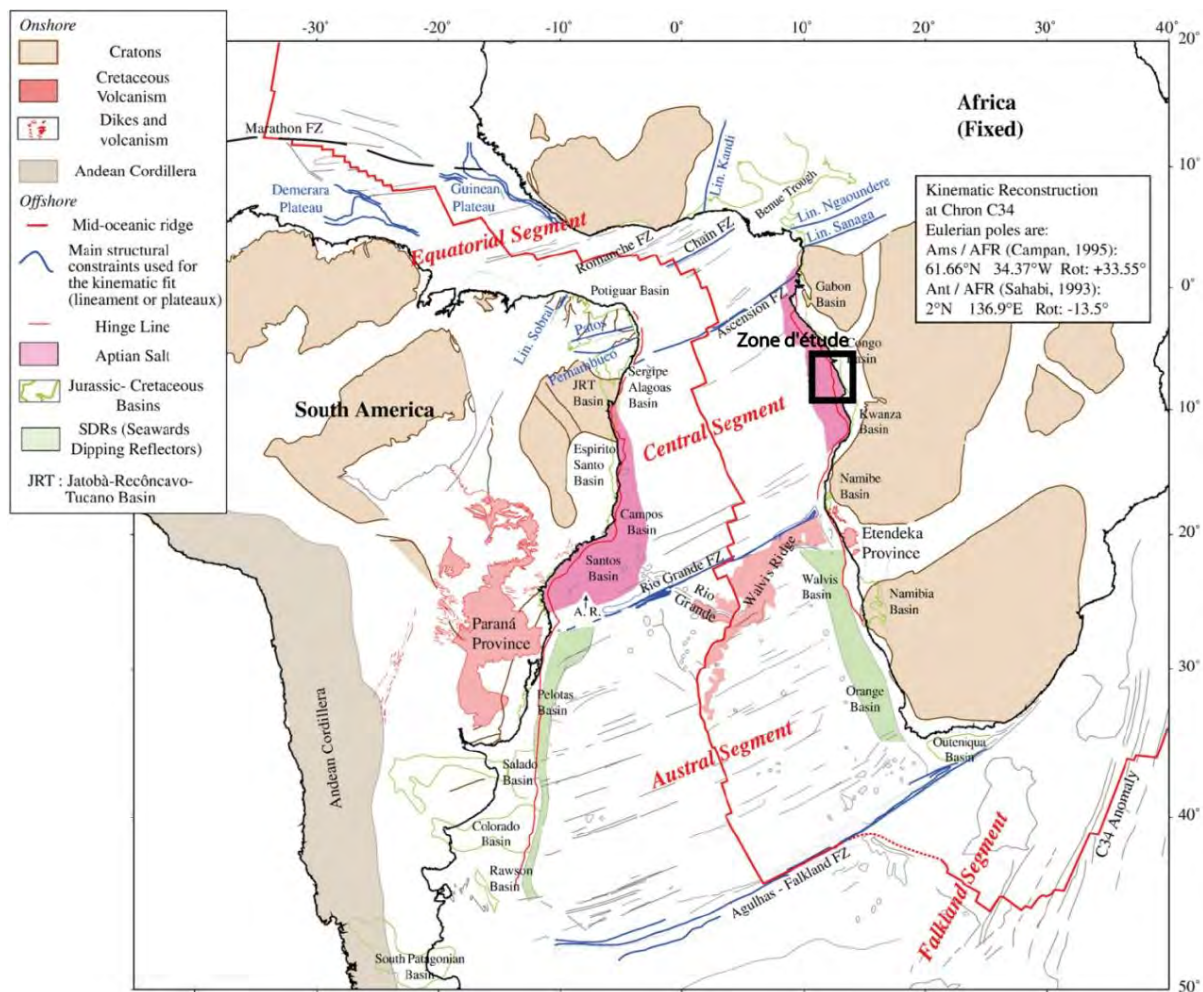 Onshore
Cratons
Cretaceous
Volcanism
Dikes and
volcanism
Andean Cordillera
Offshore
Mid-oceanic ridge
Main structural
constraints used for
the kinematic fit
(lineament or plateaux)
Hinge Line
Aptian Salt
Jurassic- Cretaceous
Basins
SDRs (Seawards
Dipping Reflectors)
JRT : Jatobà-Recôncavo-
Tucano Basin
-30°
-20°
-10°
0°
10°
20°
30°
40°
20°
10°
0°
10°
20°
30°
40°
50°
Africa
(Fixed)
Kinematic Reconstruction
at Chron C34
Eulerian poles are:
Ams / AFR (Campan, 1995):
61.66°N 34.37°W Rot: +33.55°
Ant / AFR (Sahabi, 1993):
2°N 136.9°E Rot: -13.5°
Marathon FZ
Demerara
Plateau
Guinean
Plateau
Equatorial Segment
Romanche FZ
Chain FZ
Lin. Kandi
Benue Trough
Lin. Ngaoundere
Lin. Sanaga
Potiguar Basin
Ascension FZ
Gabon
Basin
Zone d'étude
Congo
Basin
Lin. Sobral
Patos
Pernambuco
Sergipe
Alagoas
Basin
JRT
Basin
South America
Central Segment
Kwanza
Basin
Espirito
Santo
Basin
Campos
Basin
Namibe
Basin
Etendeka
Province
Santos
Basin
Rio Grande FZ
Walvis Ridge
Walvis
Basin
A. R.
Rio
Grande
Namibia
Basin
Paraná
Province
Pelotas
Basin
Orange
Basin
Andean Cordillera
Austral Segment
Outeniqua
Basin
Salado
Basin
Colorado
Basin
Rawson
Basin
Agulhas - Falkland FZ
Falkland Segment
C34 Anomaly
South Patagonian
Basin